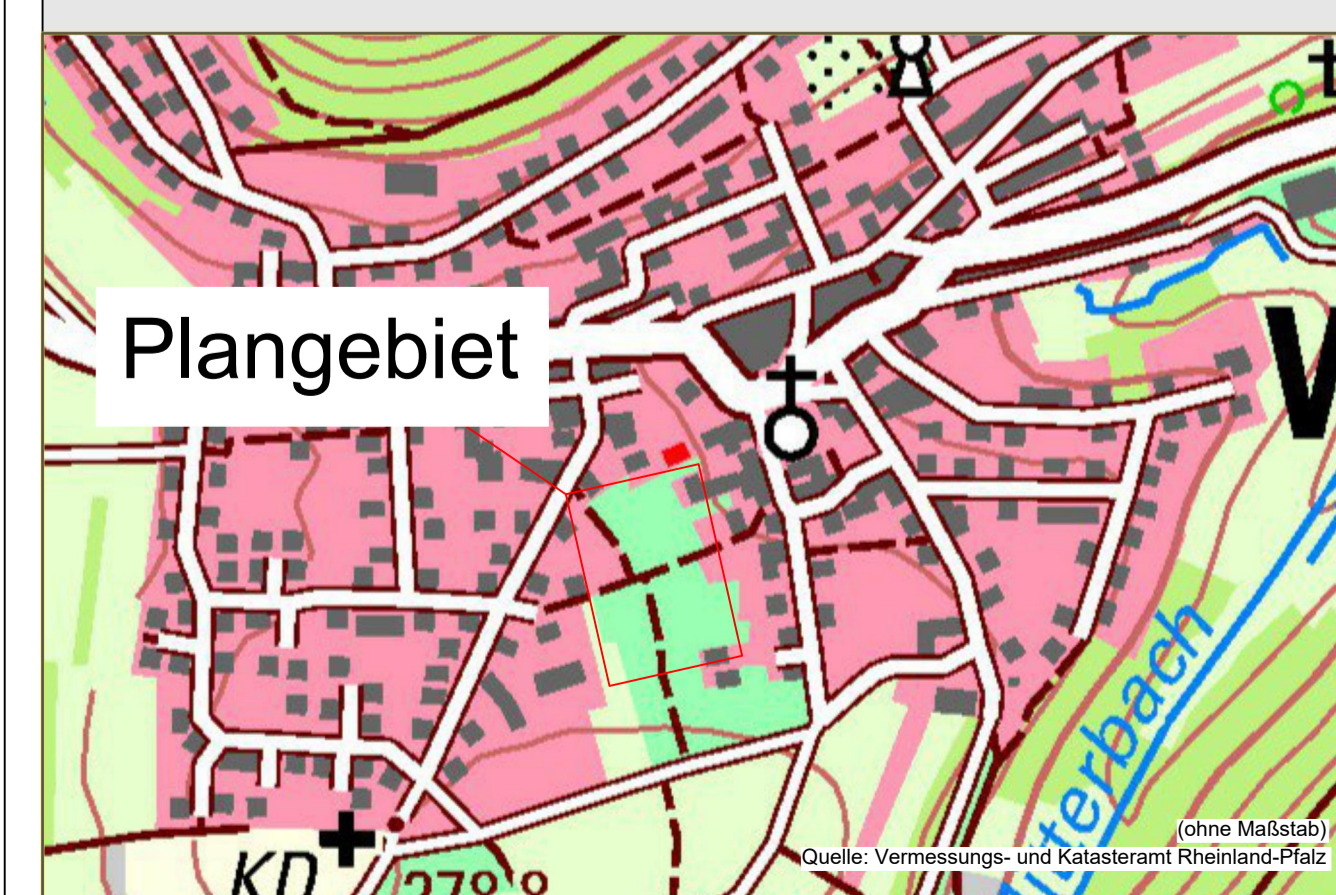 Plangebiet
KD
(ohne Maßstab)
Quelle: Vermessungs- und Katasteramt Rheinland-Pfalz